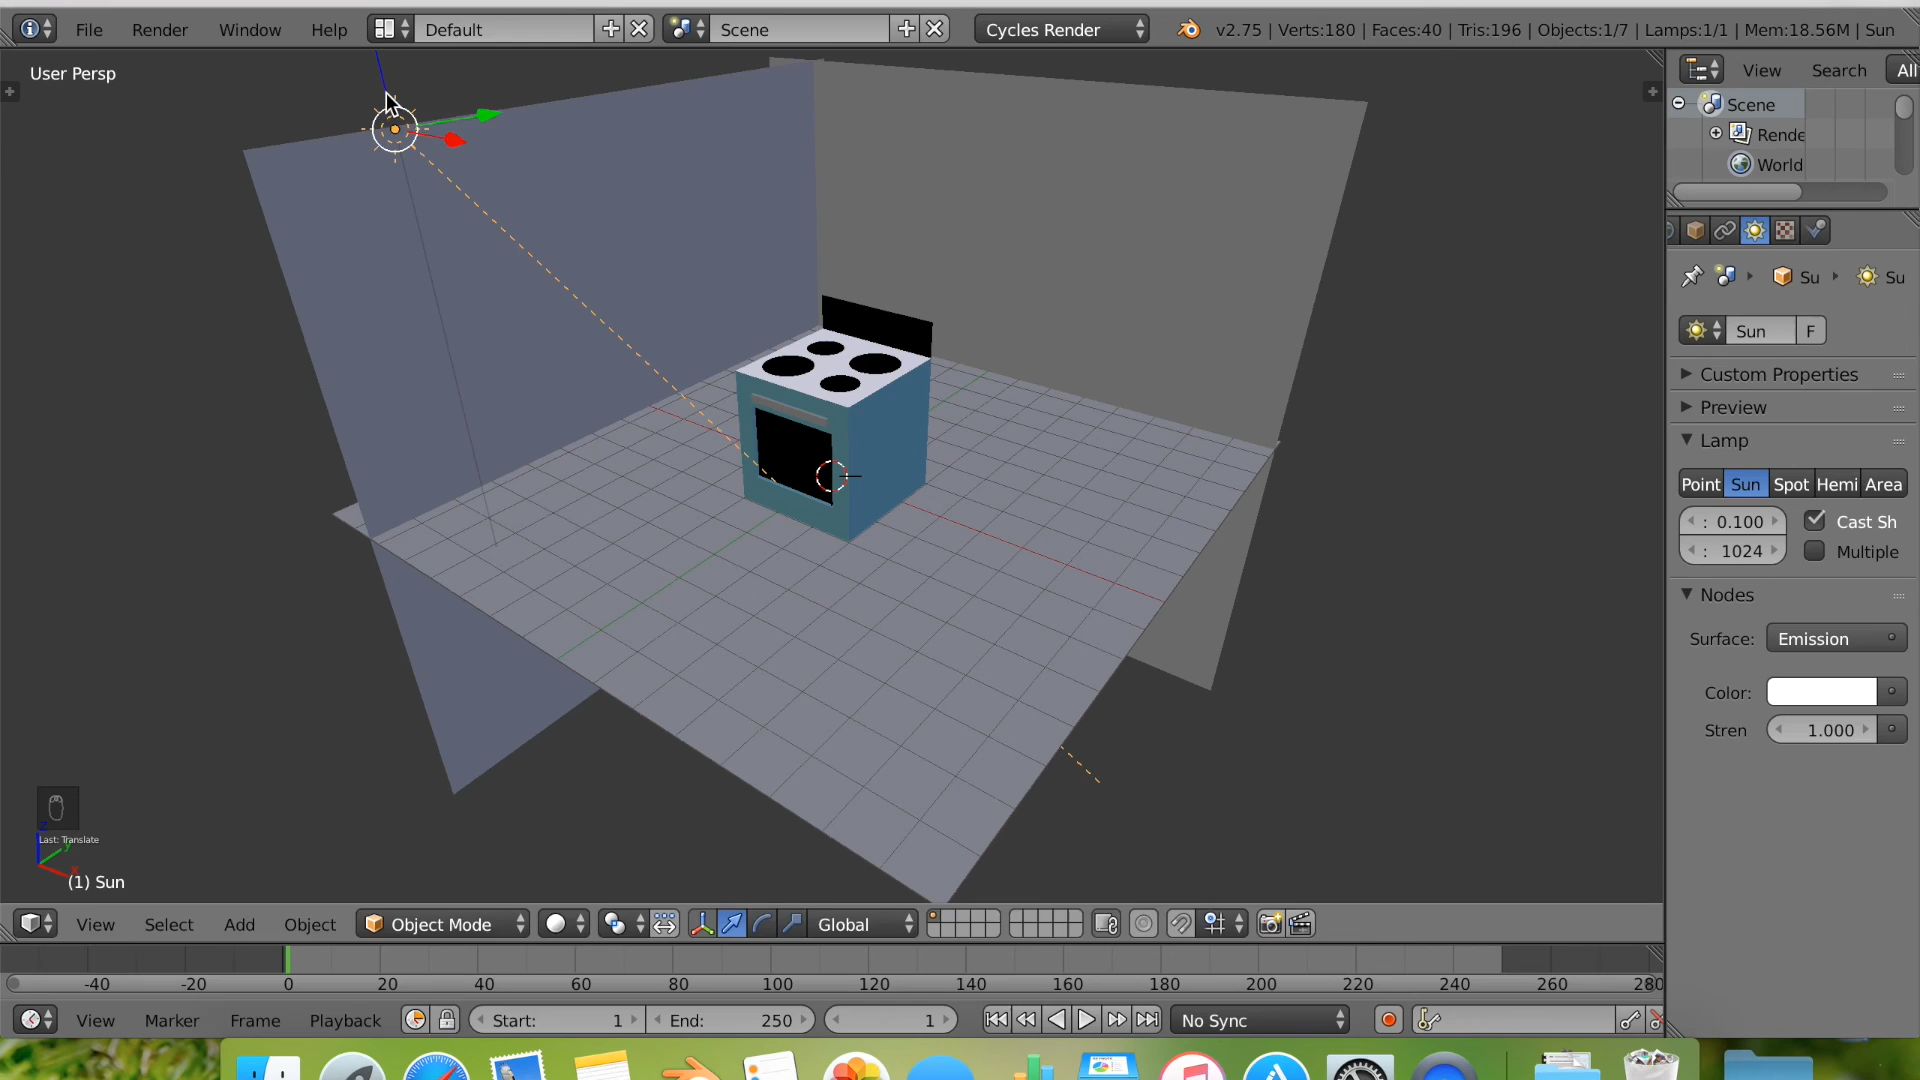 File Render Window Help Default Scene Cycles Render v2.75 | Verts:180 | Faces:40 | Tris:196 | Objects:1/7 | Lamps:1/1 | Mem:18.56M | Sun
User Persp
View Search All
Scene
Rende
World
Su Su
Sun F
Custom Properties
Preview
Lamp
Point Sun Spot Hemi Area
: 0.100 Cast Sh
: 1024 Multiple
Nodes
Surface: Emission
Color:
Stren 1.000
Last: Translate
z
y
x
(1) Sun
View Select Add Object Object Mode Global
-40 -20 0 20 40 60 80 100 120 140 160 180 200 220 240 260 280
View Marker Frame Playback Start: 1 End: 250 1 No Sync